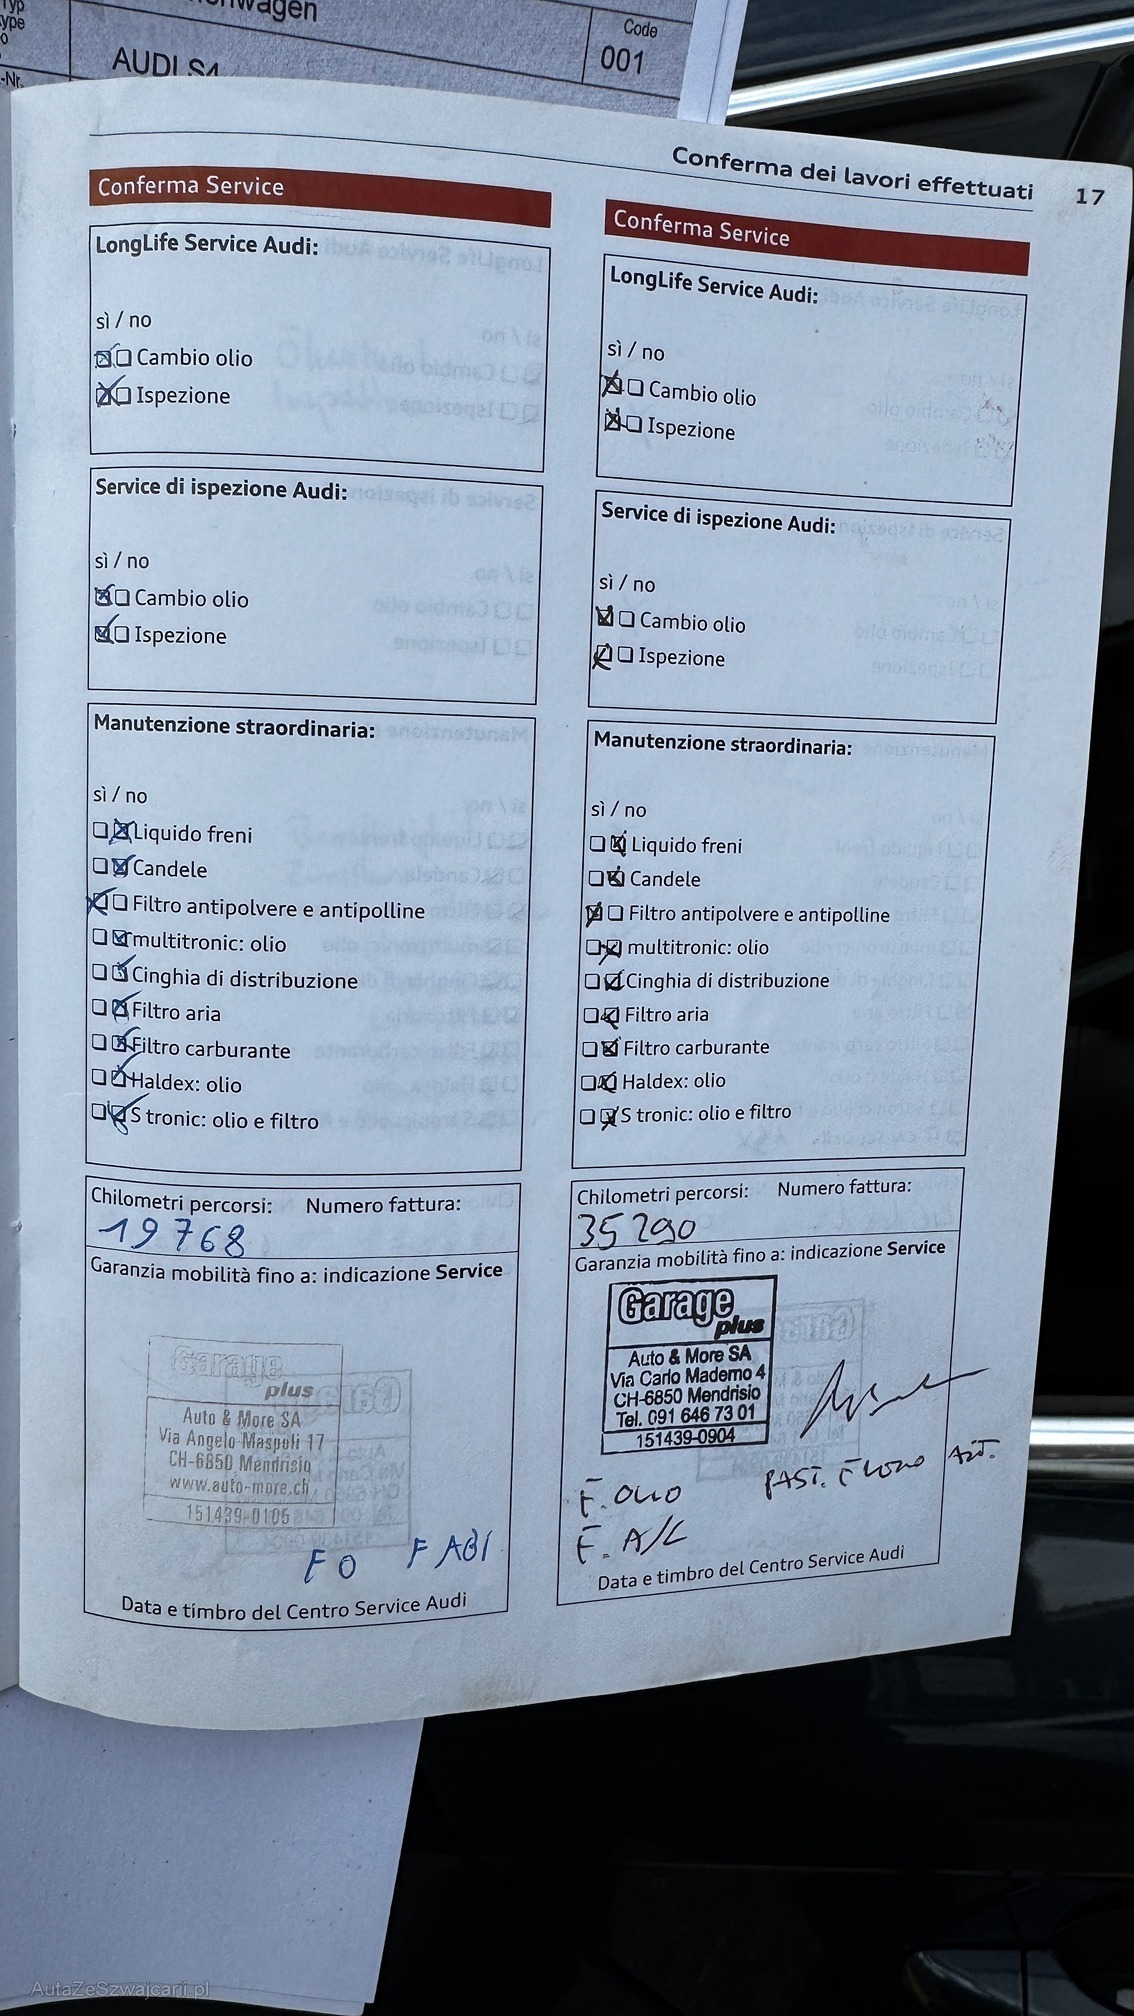 Code
AUDI S4
001
Conferma dei lavori effettuati 17
Conferma Service
LongLife Service Audi:
sì / no
Cambio olio
Ispezione
Service di ispezione Audi:
sì / no
Cambio olio
Ispezione
Manutenzione straordinaria:
sì / no
Liquido freni
Candele
Filtro antipolvere e antipolline
multitronic: olio
Cinghia di distribuzione
Filtro aria
Filtro carburante
Haldex: olio
S tronic: olio e filtro
Chilometri percorsi: Numero fattura:
19768
Garanzia mobilità fino a: indicazione Service
Garage
plus
Auto & More SA
Via Angelo Maspoli 17
CH-6850 Mendrisio
www.auto-more.ch
151439-0105
F O F ABI
Data e timbro del Centro Service Audi
Conferma Service
LongLife Service Audi:
sì / no
Cambio olio
Ispezione
Service di ispezione Audi:
sì / no
Cambio olio
Ispezione
Manutenzione straordinaria:
sì / no
Liquido freni
Candele
Filtro antipolvere e antipolline
multitronic: olio
Cinghia di distribuzione
Filtro aria
Filtro carburante
Haldex: olio
S tronic: olio e filtro
Chilometri percorsi: Numero fattura:
35290
Garanzia mobilità fino a: indicazione Service
Garage
plus
Auto & More SA
Via Carlo Maderno 4
CH-6850 Mendrisio
Tel. 091 646 73 01
151439-0904
F. OLIO
PAST. FRENO ANT.
F. A/C
Data e timbro del Centro Service Audi
AutaZeSzwajcarii.pl